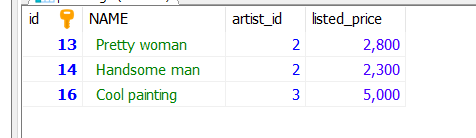 id NAME artist_id listed_price
13 Pretty woman 2 2,800
14 Handsome man 2 2,300
16 Cool painting 3 5,000